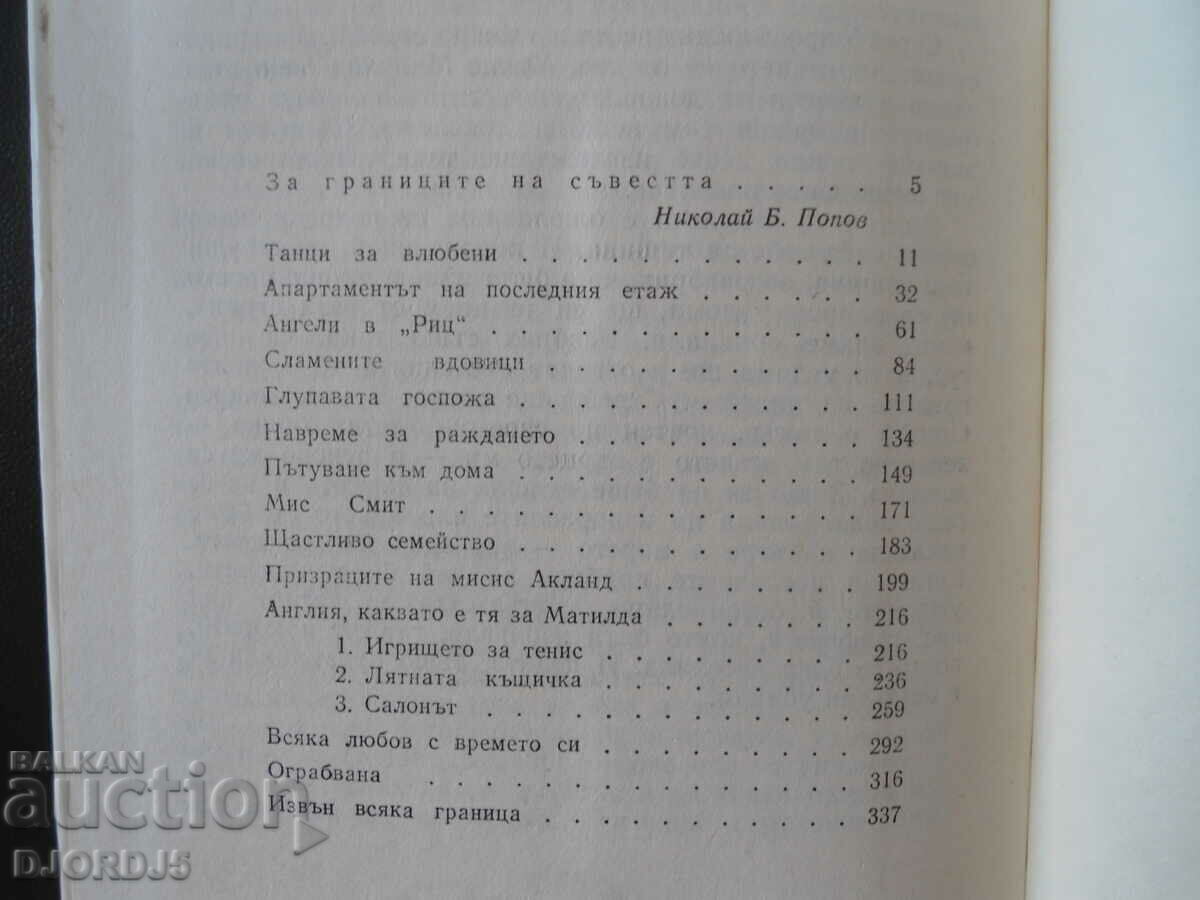 За границите на съвестта . . . . . 5
Николай Б. Попов
Танци за влюбени . . . . . . . . . . . 11
Апартаментът на последния етаж . . . . . . 32
Ангели в „Риц“ . . . . . . . . . . . . 61
Сламените вдовици . . . . . . . . . . 84
Глупавата госпожа . . . . . . . . . . . 111
Навреме за раждането . . . . . . . . . . 134
Пътуване към дома . . . . . . . . . . . 149
Мис Смит . . . . . . . . . . . . . . 171
Щастливо семейство . . . . . . . . . . . 183
Призраците на мисис Акланд . . . . . . . . 199
Англия, каквато е тя за Матилда . . . . . . . 216
1. Игрището за тенис . . . . . . . . . 216
2. Лятната къщичка . . . . . . . . . 236
3. Салонът . . . . . . . . . . . . 259
Всяка любов с времето си . . . . . . . . . 292
Ограбвана . . . . . . . . . . . . . 316
Извън всяка граница . . . . . . . . . . 337
BALKAN
auction
DJORDJ5